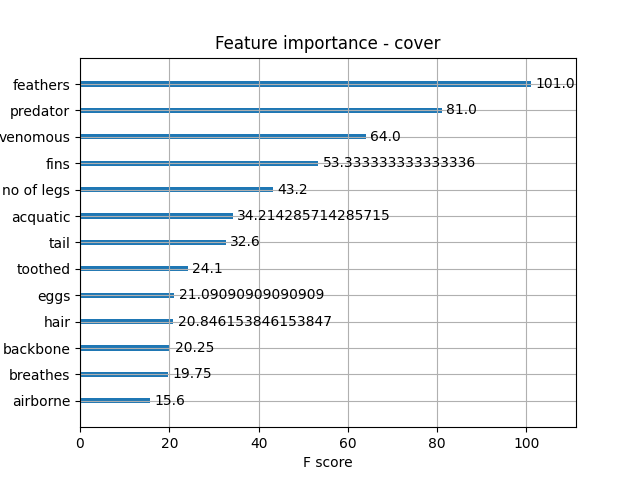 Feature importance - cover
feathers 101.0
predator 81.0
venomous 64.0
fins 53.333333333333336
no of legs 43.2
acquatic 34.214285714285715
tail 32.6
toothed 24.1
eggs 21.09090909090909
hair 20.846153846153847
backbone 20.25
breathes 19.75
airborne 15.6
0 20 40 60 80 100
F score